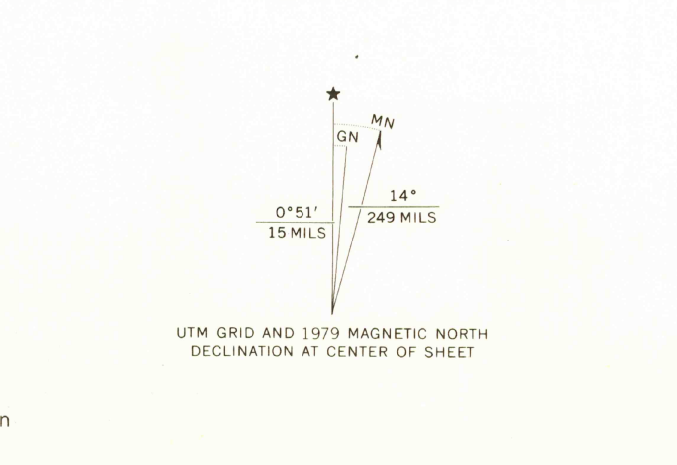 ★
MN
GN
14°
0°51′
249 MILS
15 MILS
UTM GRID AND 1979 MAGNETIC NORTH
DECLINATION AT CENTER OF SHEET
n